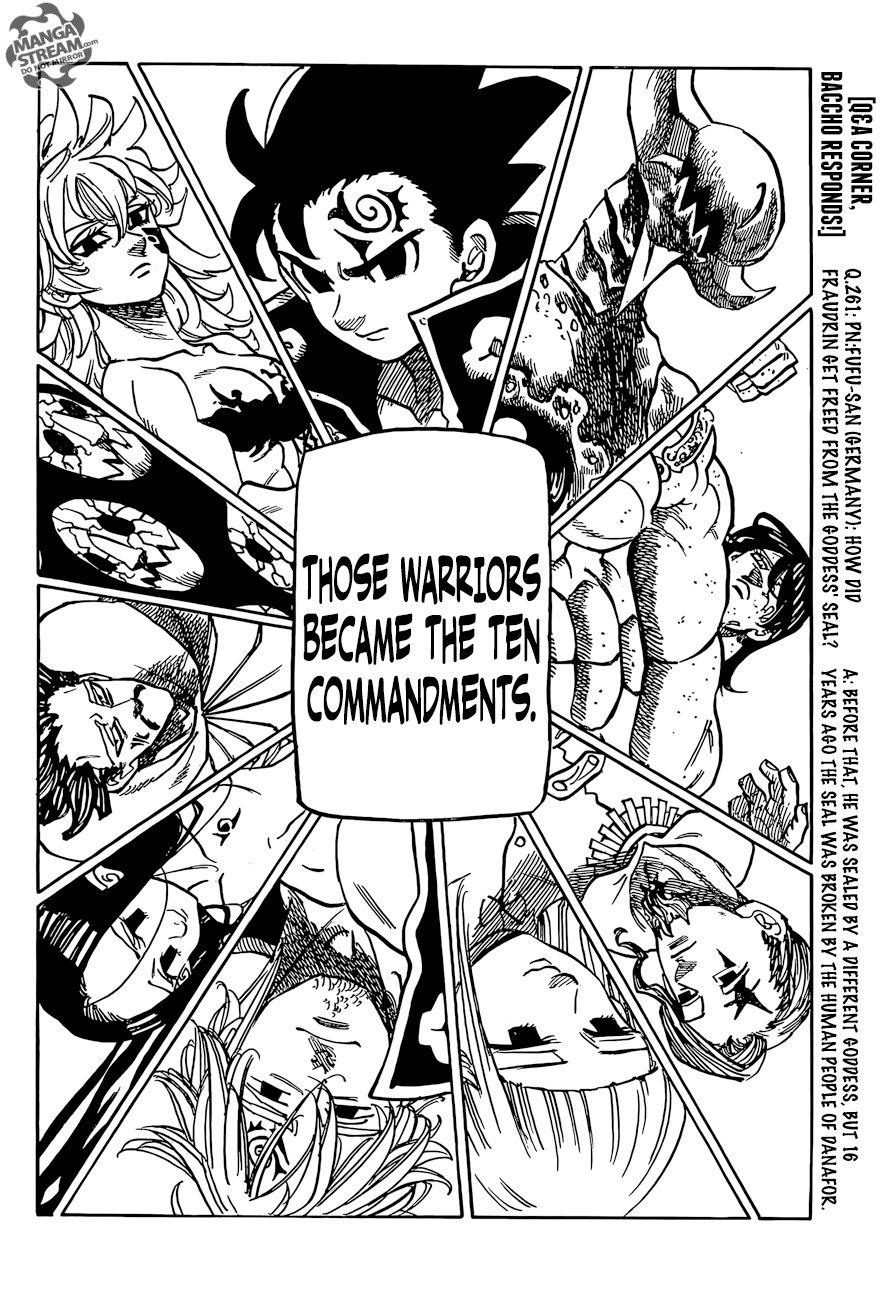 MANGA
STREAM.com
DO NOT MIRROR
THOSE WARRIORS
BECAME THE TEN
COMMANDMENTS.
[Q&A CORNER,
BACCHO RESPONDS!]
Q.261: PN:FUFU-SAN (GERMANY): HOW DID
FRAUDRIN GET FREED FROM THE GODDESS' SEAL?
A: BEFORE THAT, HE WAS SEALED BY A DIFFERENT GODDESS, BUT 16
YEARS AGO THE SEAL WAS BROKEN BY THE HUMAN PEOPLE OF DANAFOR.